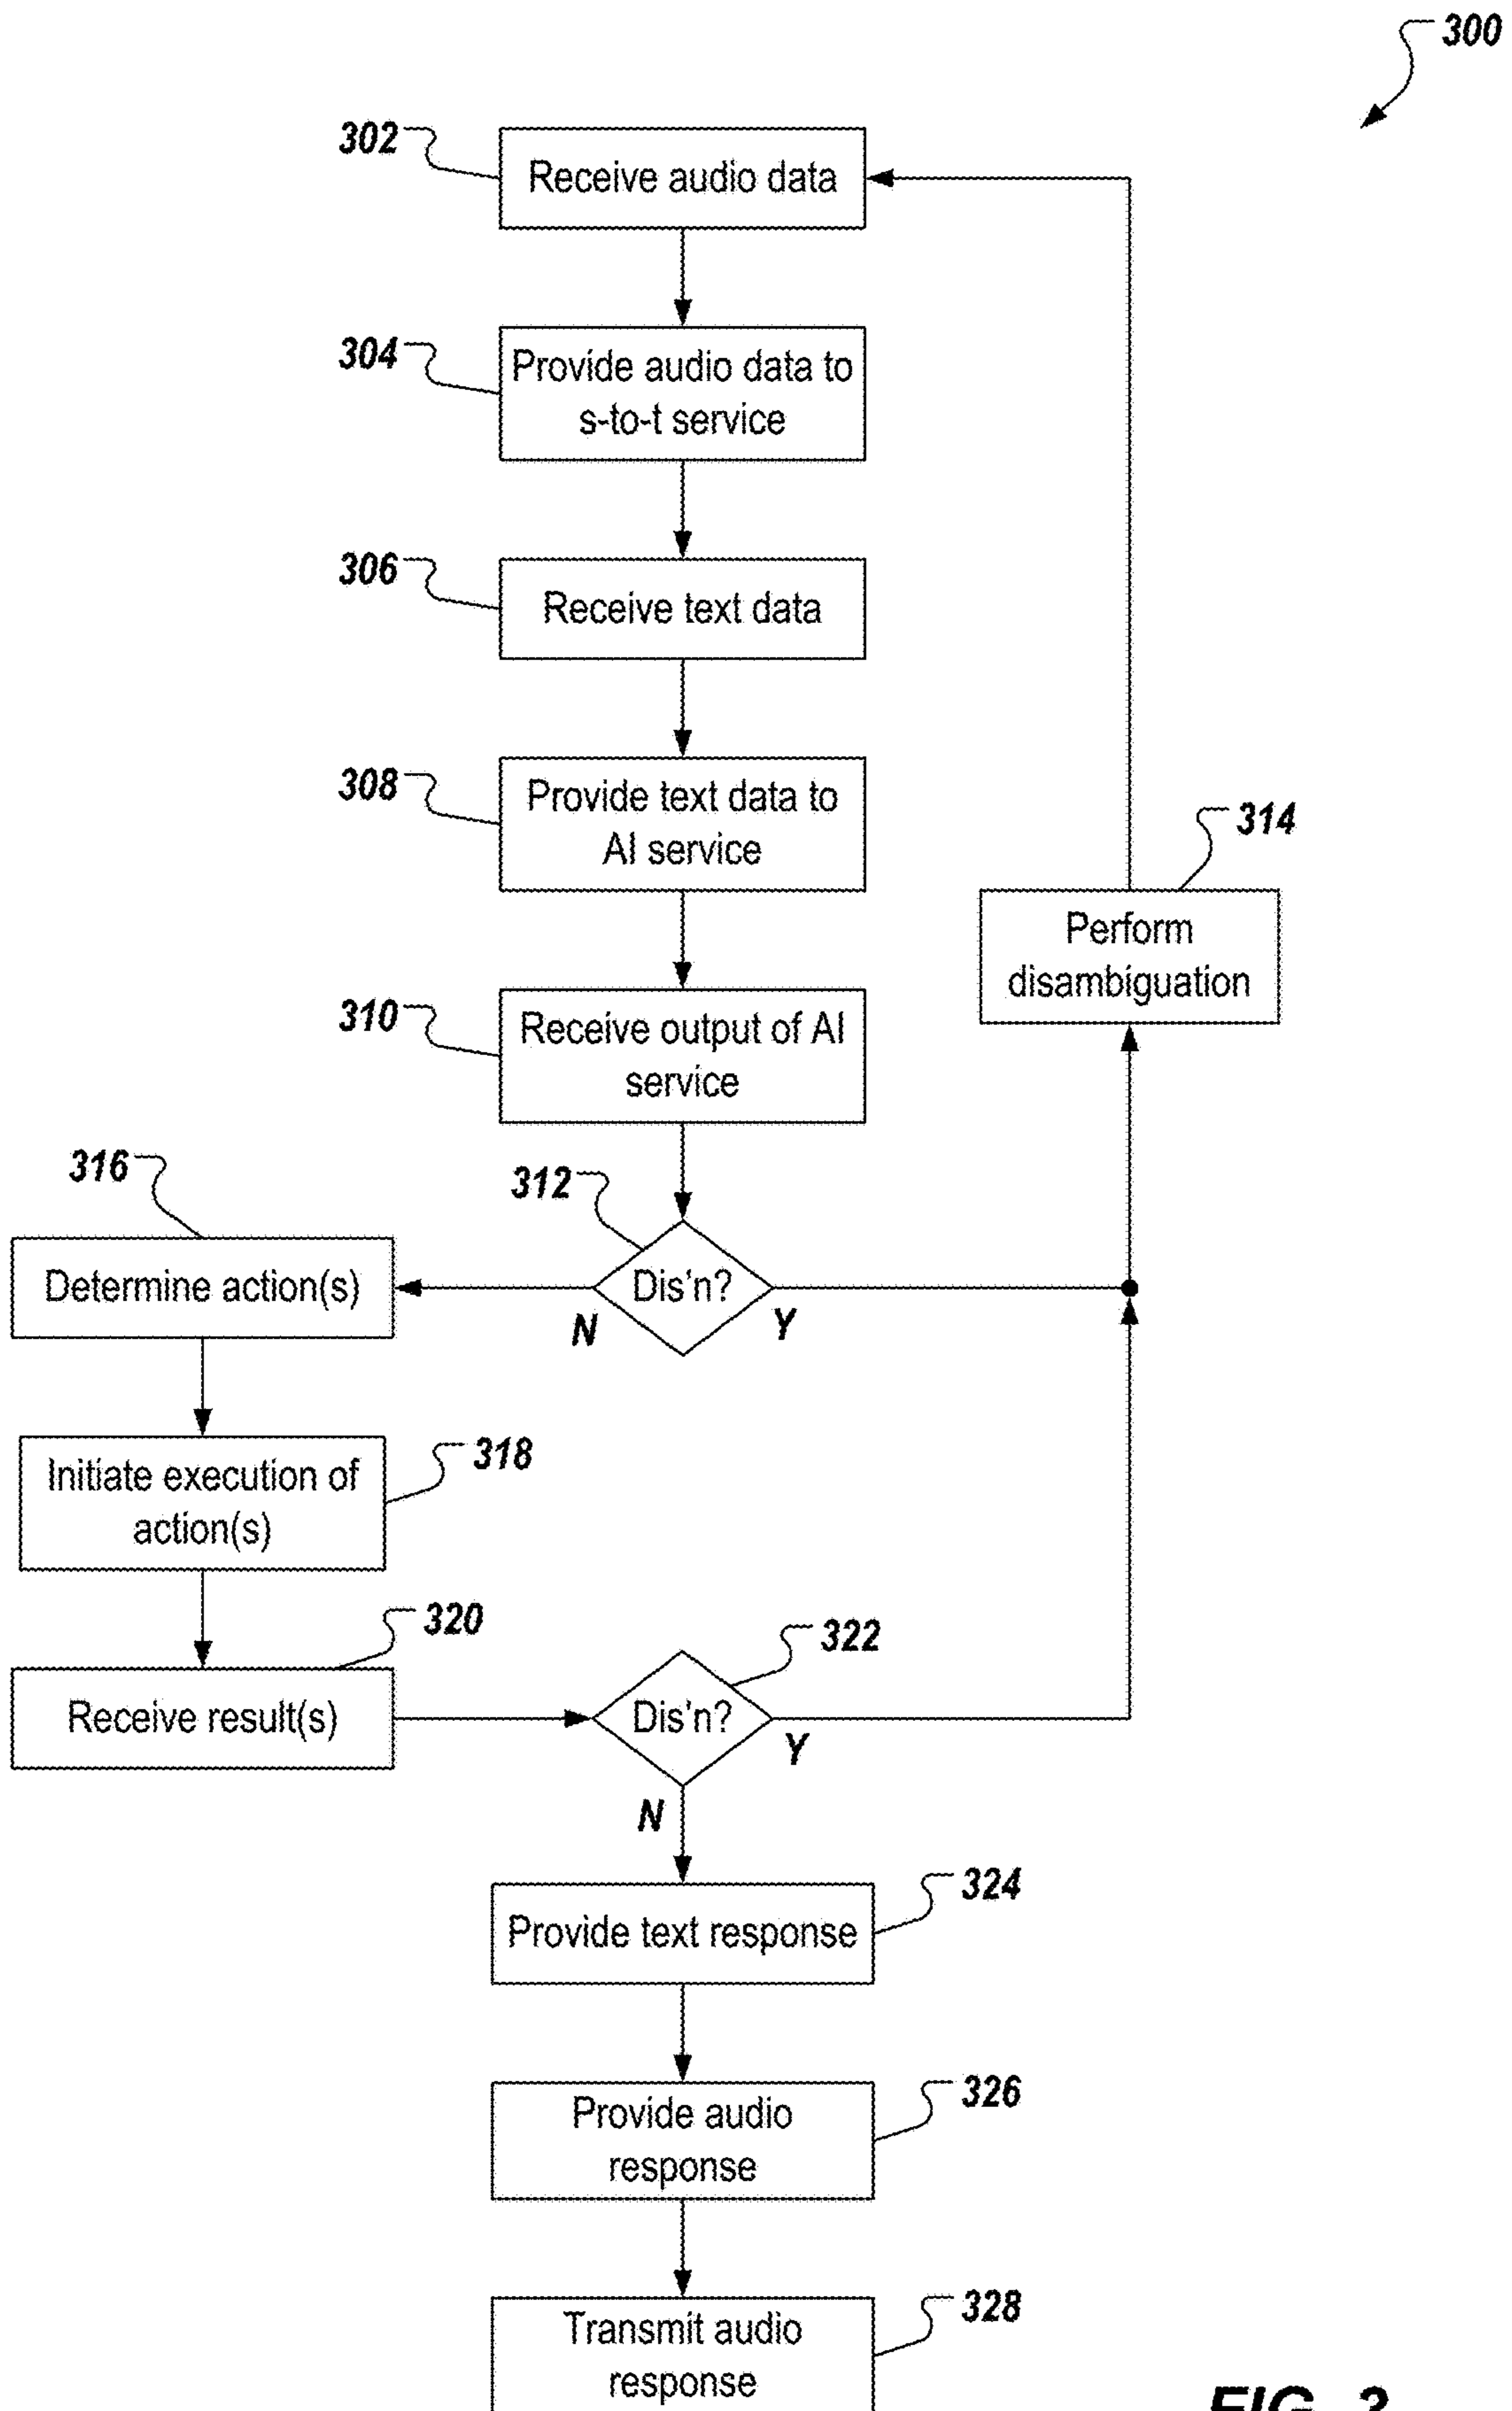 300
302
Receive audio data
304
Provide audio data to
s-to-t service
306
Receive text data
308
Provide text data to
AI service
314
Perform
disambiguation
310
Receive output of AI
service
316
312
Determine action(s)
Dis'n?
N
Y
318
Initiate execution of
action(s)
320
322
Receive result(s)
Dis'n?
Y
N
324
Provide text response
326
Provide audio
response
328
Transmit audio
response
FIG.